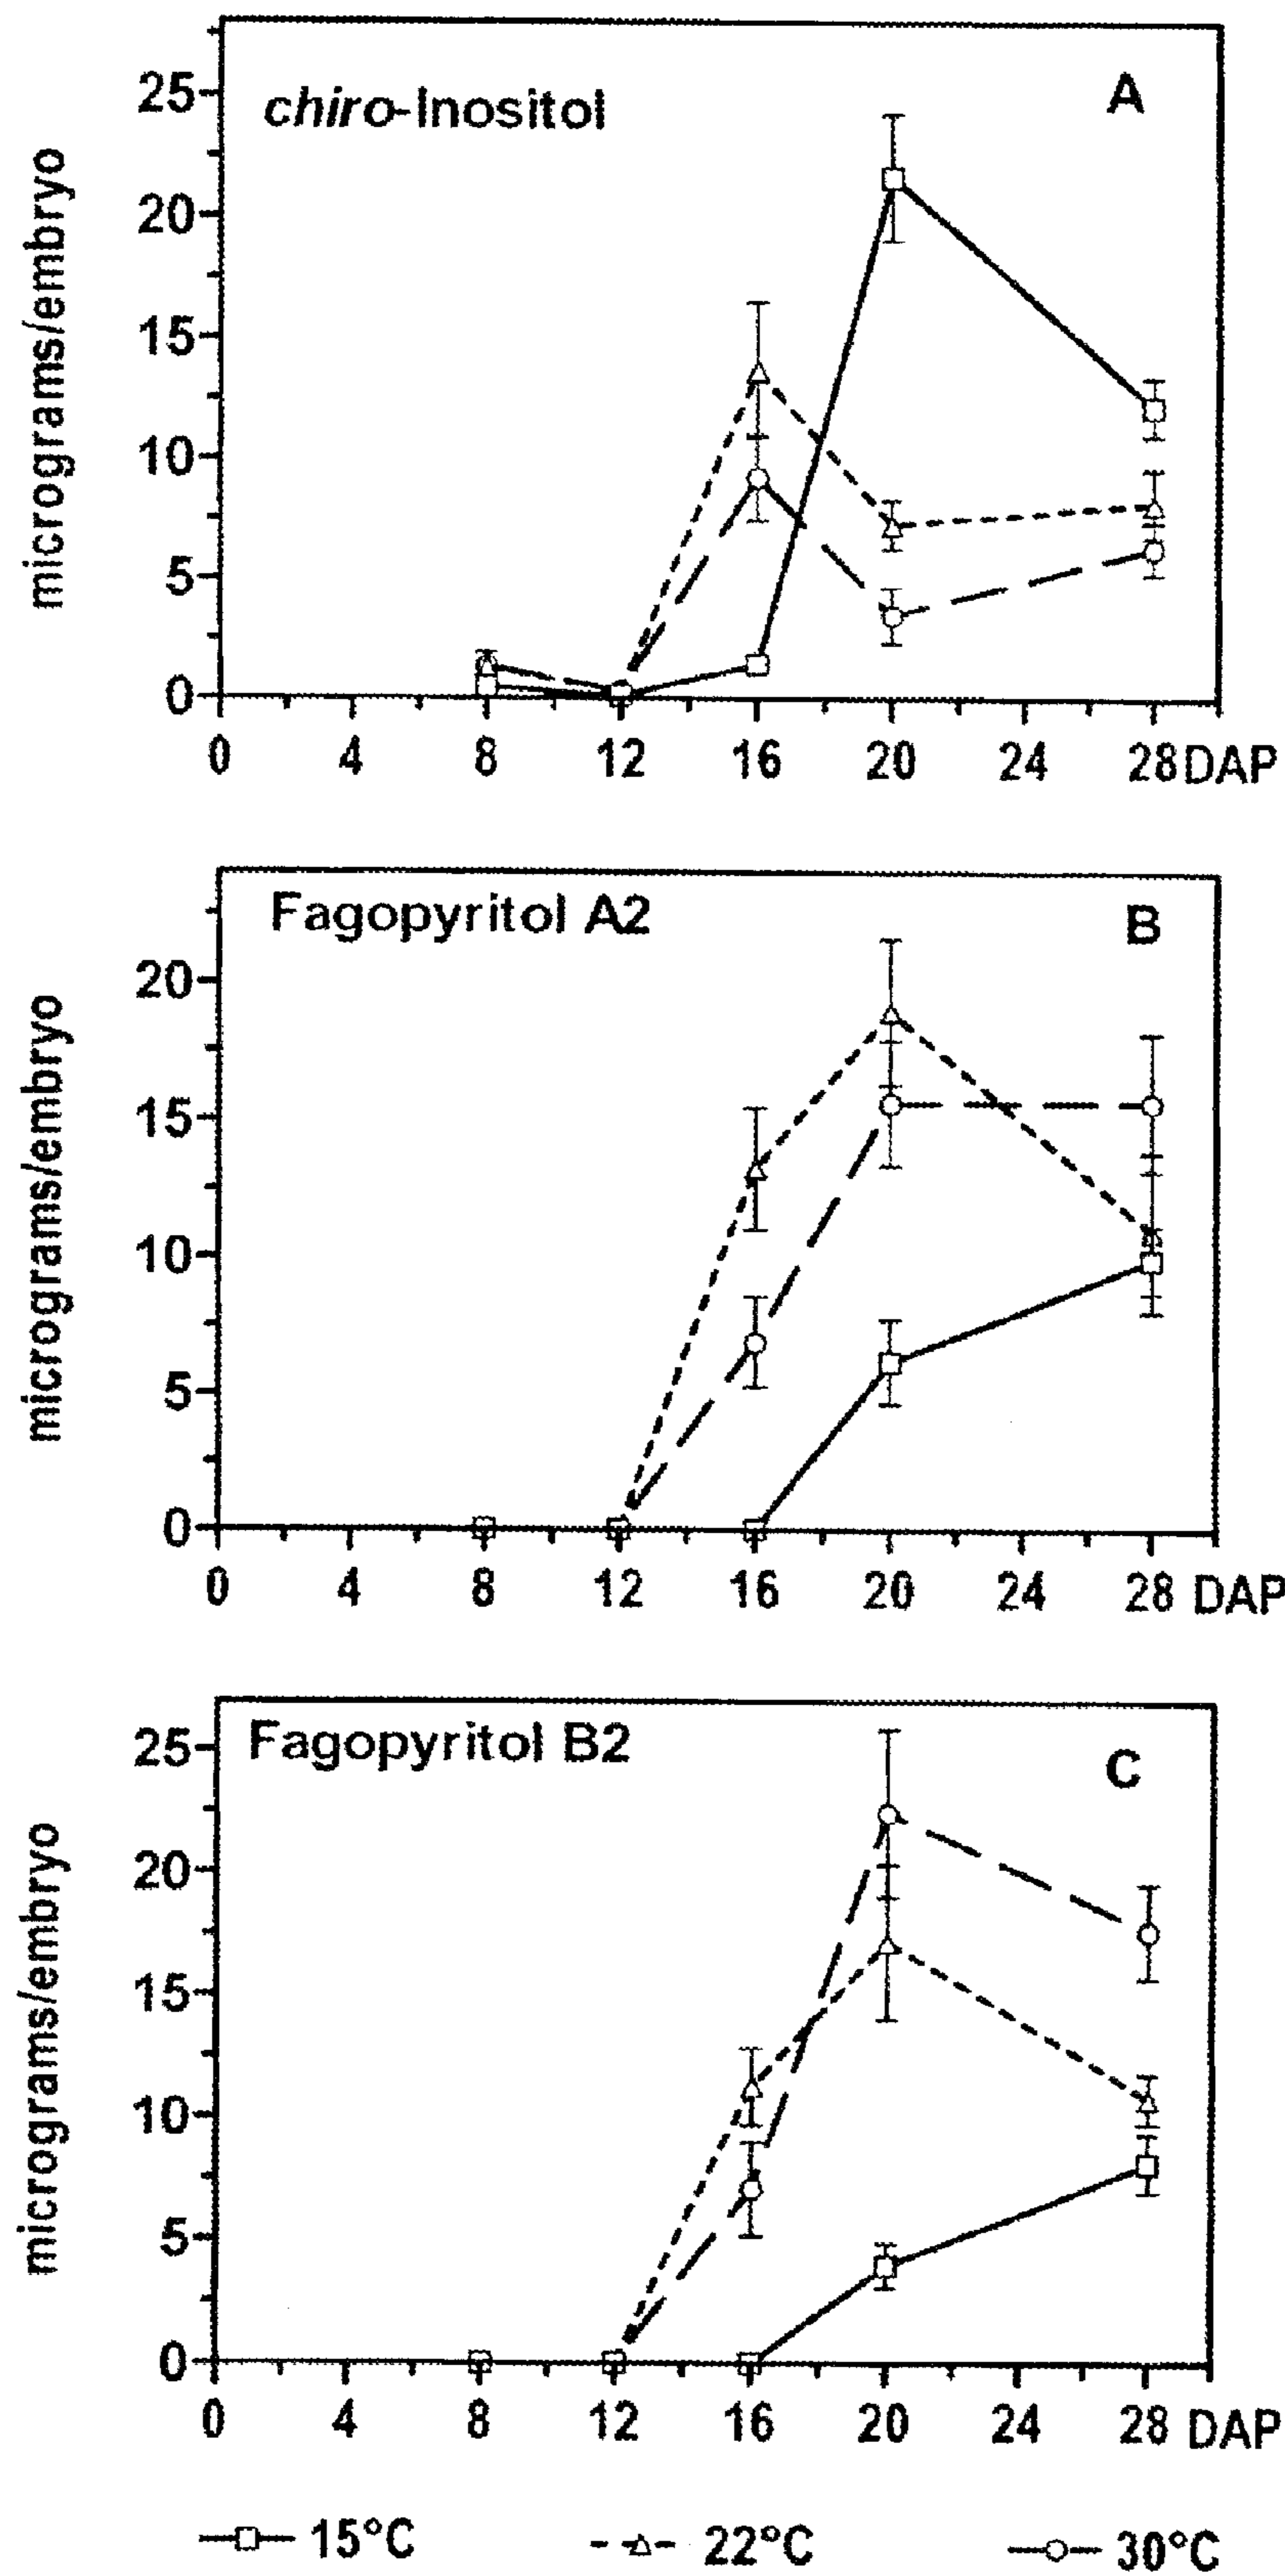 chiro-Inositol A
25
20
15
10
5
0
micrograms/embryo
0 4 8 12 16 20 24 28 DAP
Fagopyritol A2 B
20
15
10
5
0
micrograms/embryo
0 4 8 12 16 20 24 28 DAP
Fagopyritol B2 C
25
20
15
10
5
0
micrograms/embryo
0 4 8 12 16 20 24 28 DAP
15°C 22°C 30°C